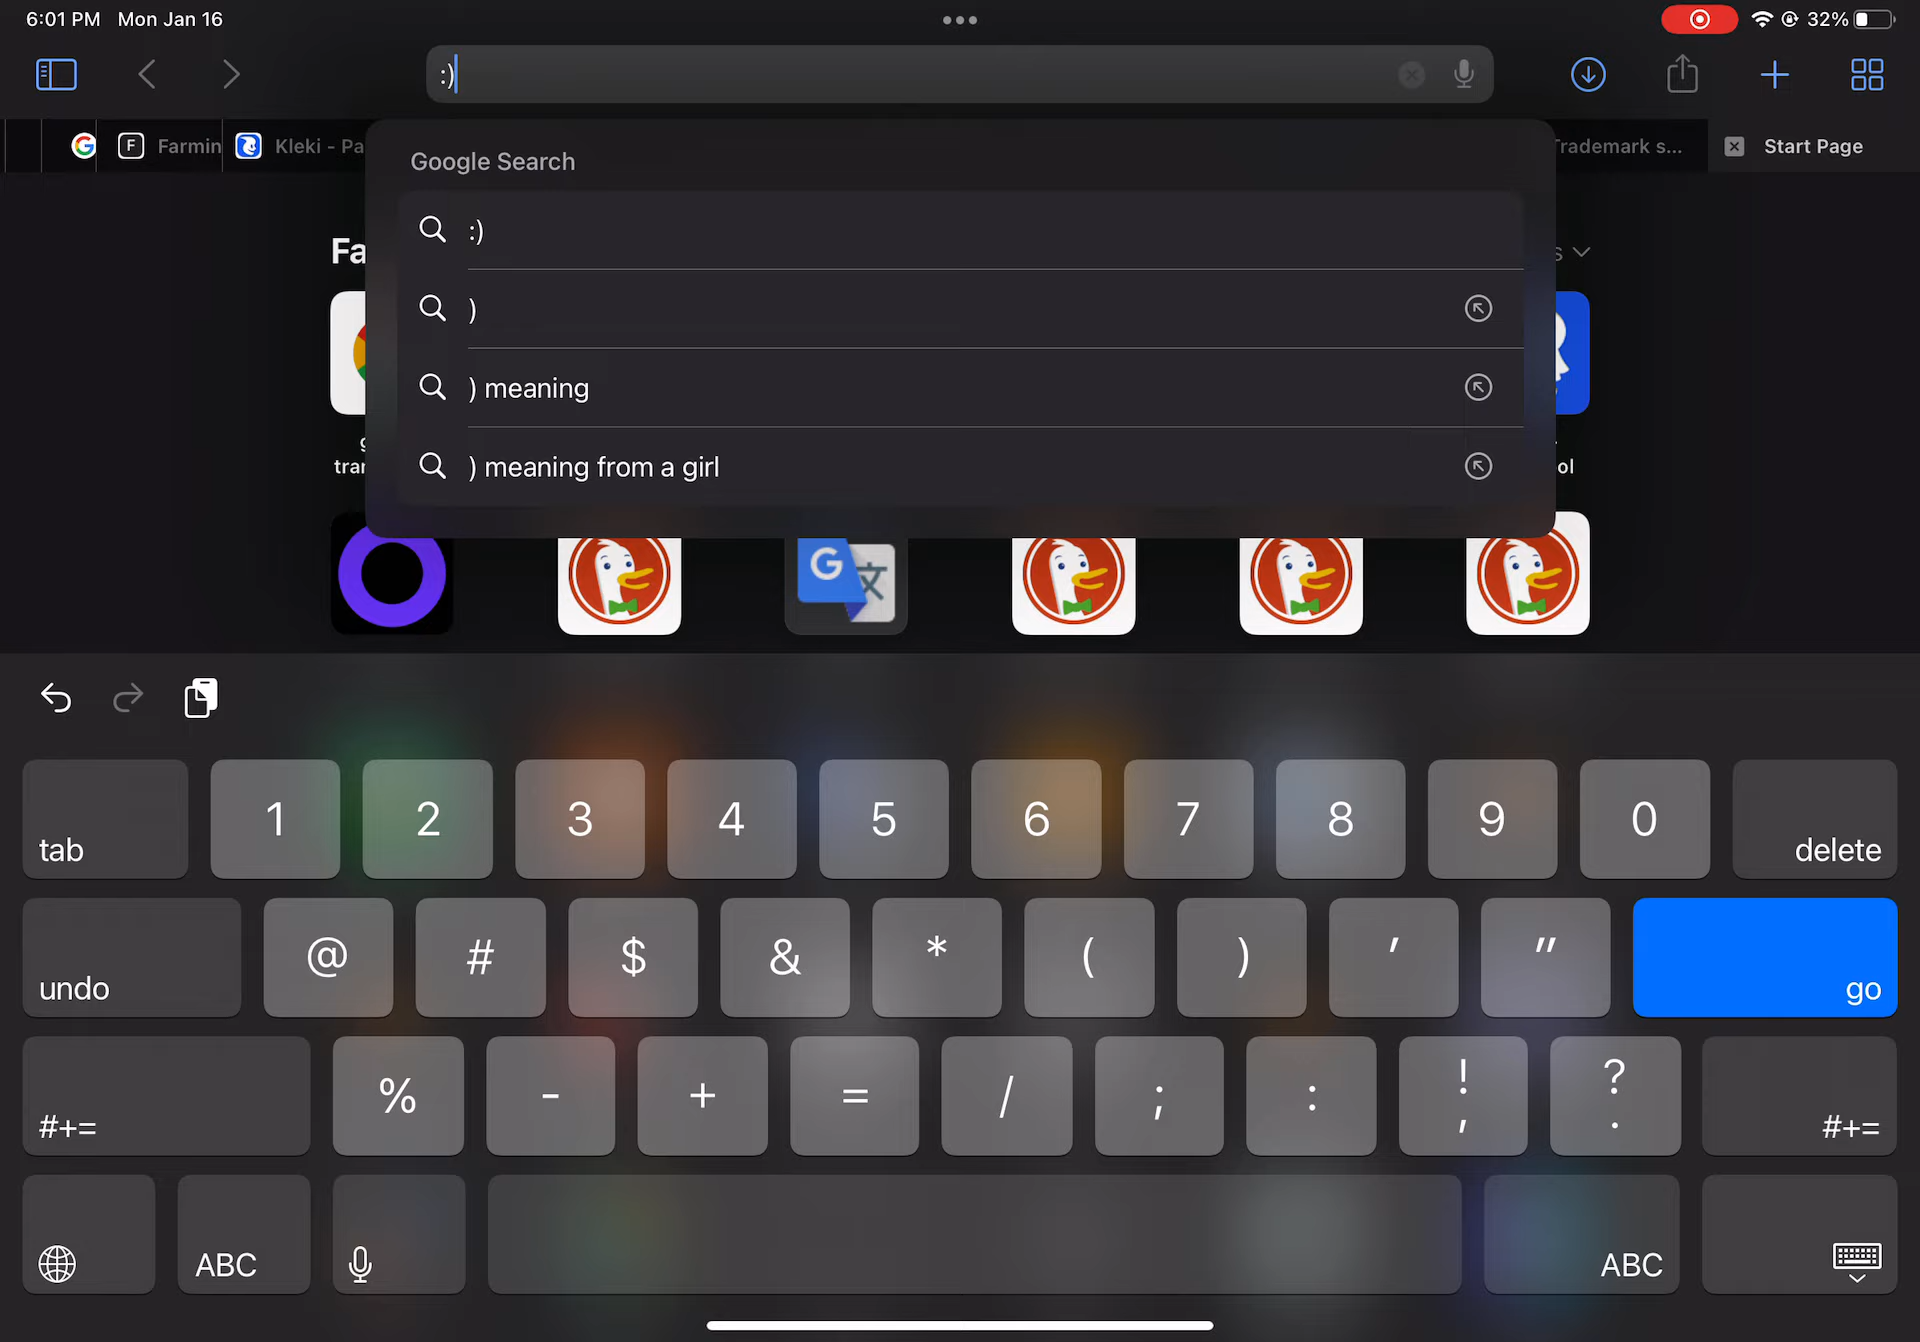 6:01 PM Mon Jan 16
32%
:)
F Farmin
Kleki - Pa
Trademark s...
Start Page
Google Search
:)
)
) meaning
) meaning from a girl
Fa
tab 1 2 3 4 5 6 7 8 9 0 delete
undo @ # $ & * ( ) ' " go
#+= % - + = / ; : ! , ? . #+=
ABC ABC